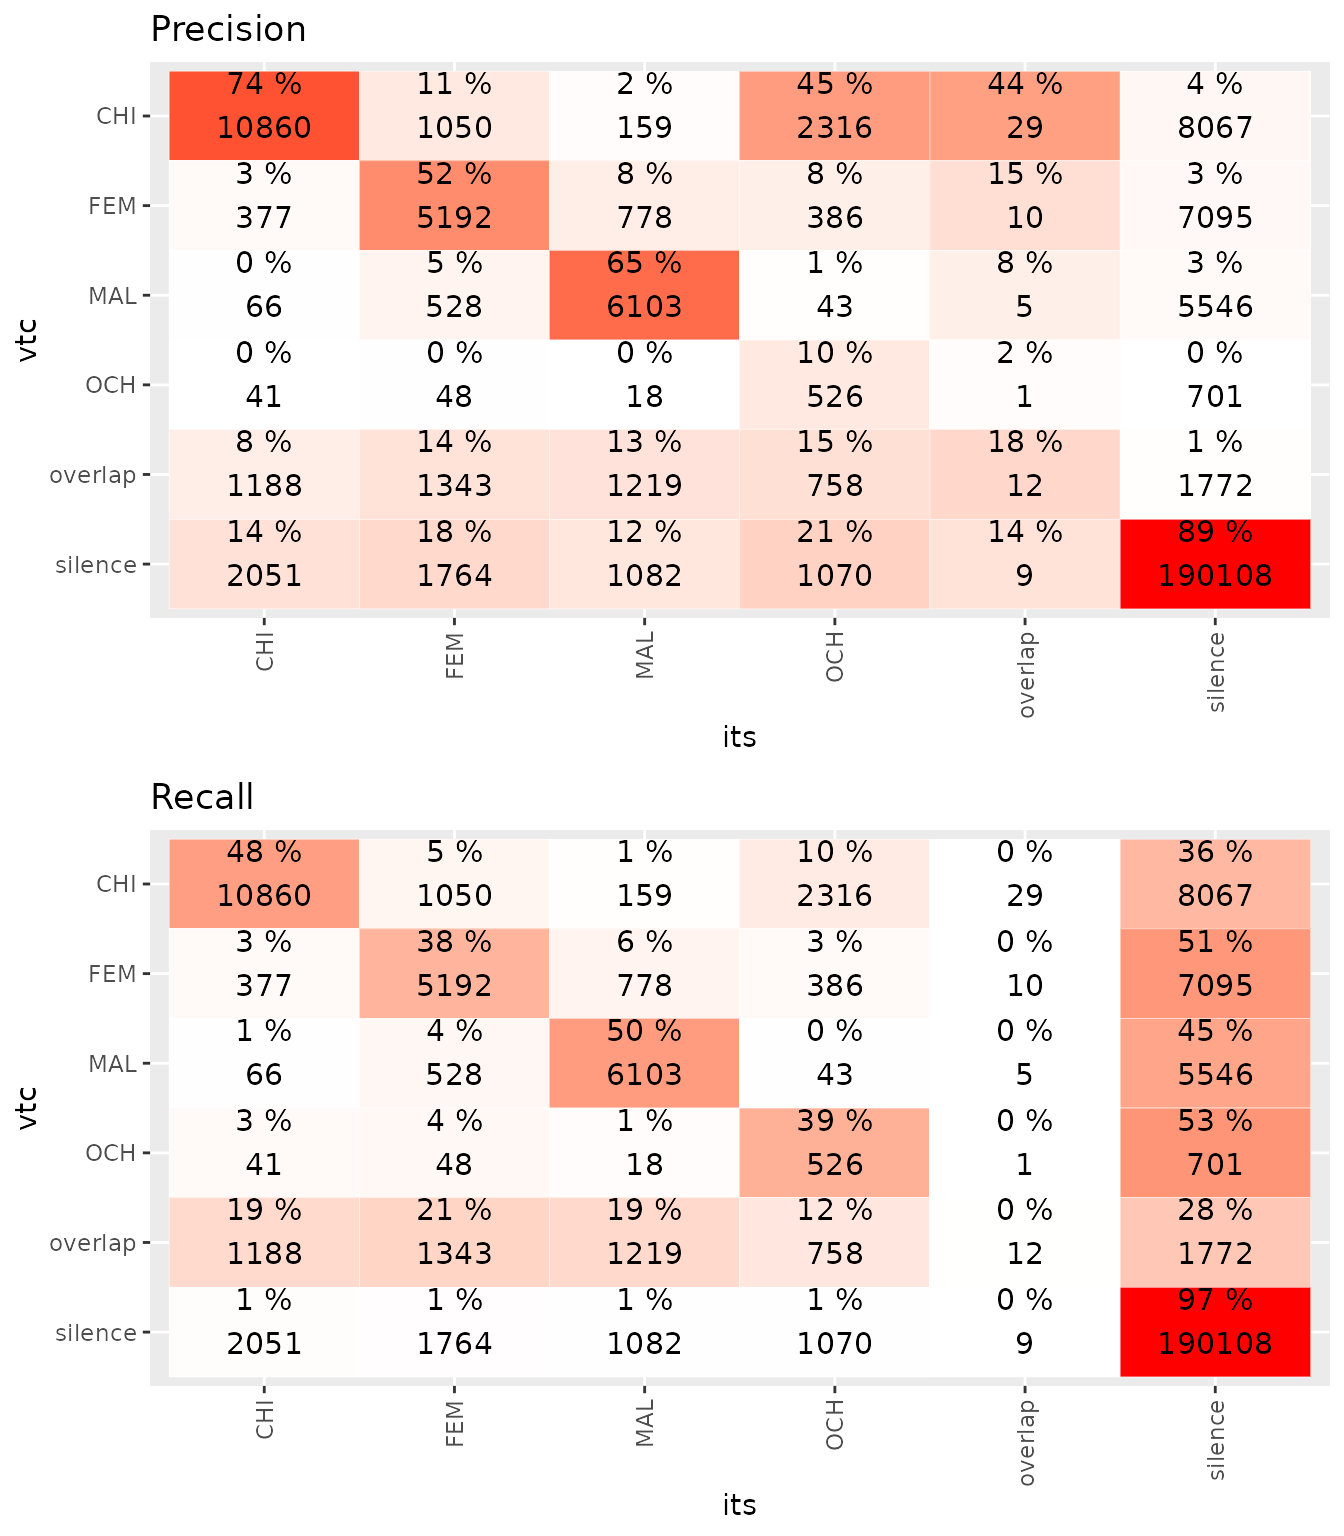 Precision
74 % 11 % 2 % 45 % 44 % 4 %
CHI 10860 1050 159 2316 29 8067
3 % 52 % 8 % 8 % 15 % 3 %
FEM 377 5192 778 386 10 7095
0 % 5 % 65 % 1 % 8 % 3 %
MAL 66 528 6103 43 5 5546
vtc
0 % 0 % 0 % 10 % 2 % 0 %
OCH 41 48 18 526 1 701
8 % 14 % 13 % 15 % 18 % 1 %
overlap 1188 1343 1219 758 12 1772
14 % 18 % 12 % 21 % 14 % 89 %
silence 2051 1764 1082 1070 9 190108
CHI FEM MAL OCH overlap silence
its
Recall
48 % 5 % 1 % 10 % 0 % 36 %
CHI 10860 1050 159 2316 29 8067
3 % 38 % 6 % 3 % 0 % 51 %
FEM 377 5192 778 386 10 7095
1 % 4 % 50 % 0 % 0 % 45 %
MAL 66 528 6103 43 5 5546
vtc
3 % 4 % 1 % 39 % 0 % 53 %
OCH 41 48 18 526 1 701
19 % 21 % 19 % 12 % 0 % 28 %
overlap 1188 1343 1219 758 12 1772
1 % 1 % 1 % 1 % 0 % 97 %
silence 2051 1764 1082 1070 9 190108
CHI FEM MAL OCH overlap silence
its